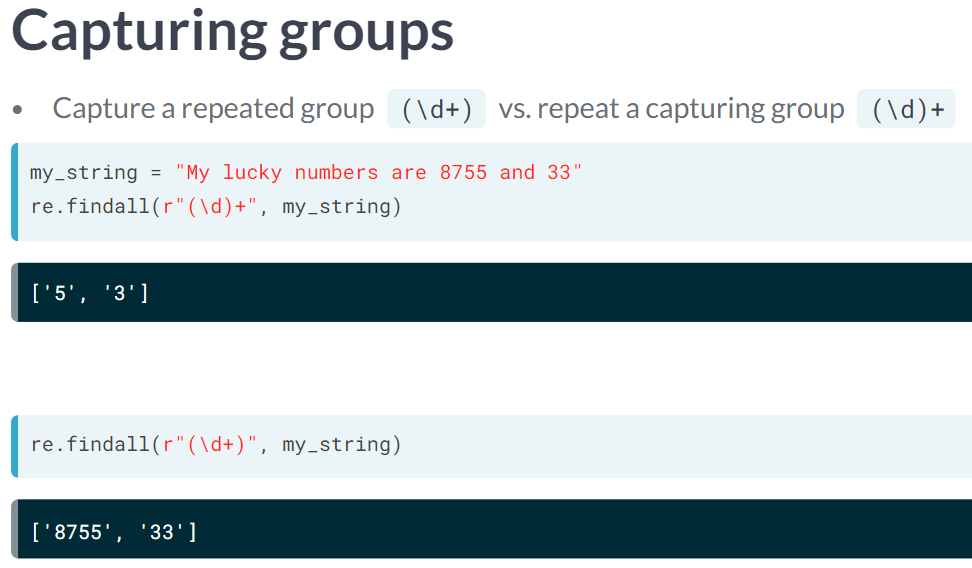 Capturing groups
• Capture a repeated group (\d+) vs. repeat a capturing group (\d)+
my_string = "My lucky numbers are 8755 and 33"
re.findall(r"(\d)+", my_string)
['5', '3']
re.findall(r"(\d+)", my_string)
['8755', '33']